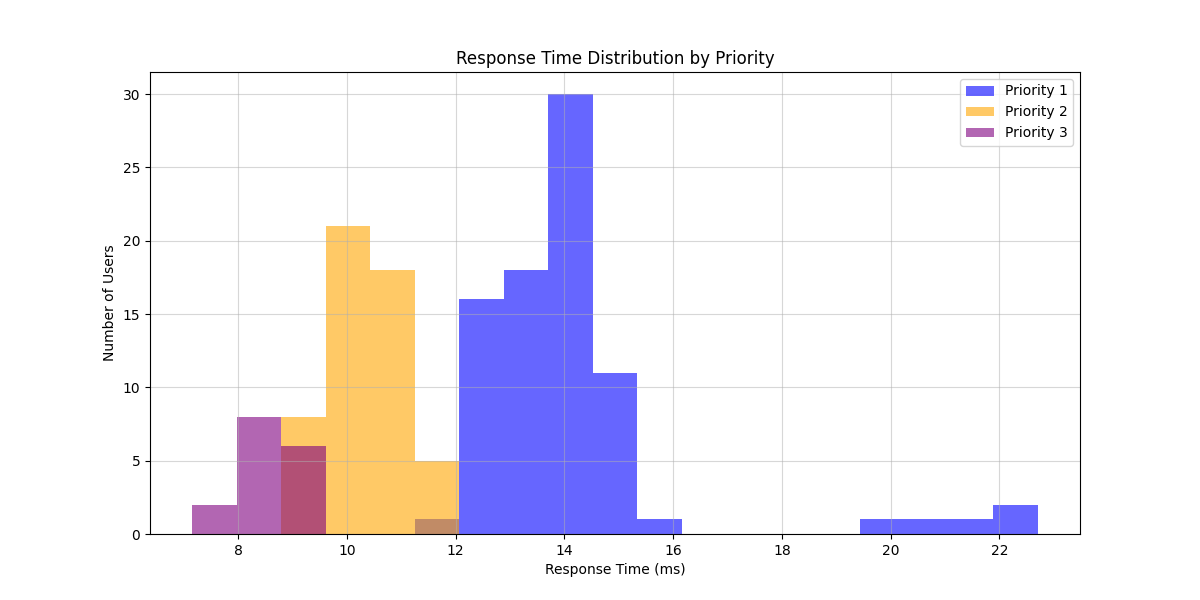 Response Time Distribution by Priority
Priority 1
Priority 2
Priority 3
Number of Users
30
25
20
15
10
5
0
8 10 12 14 16 18 20 22
Response Time (ms)